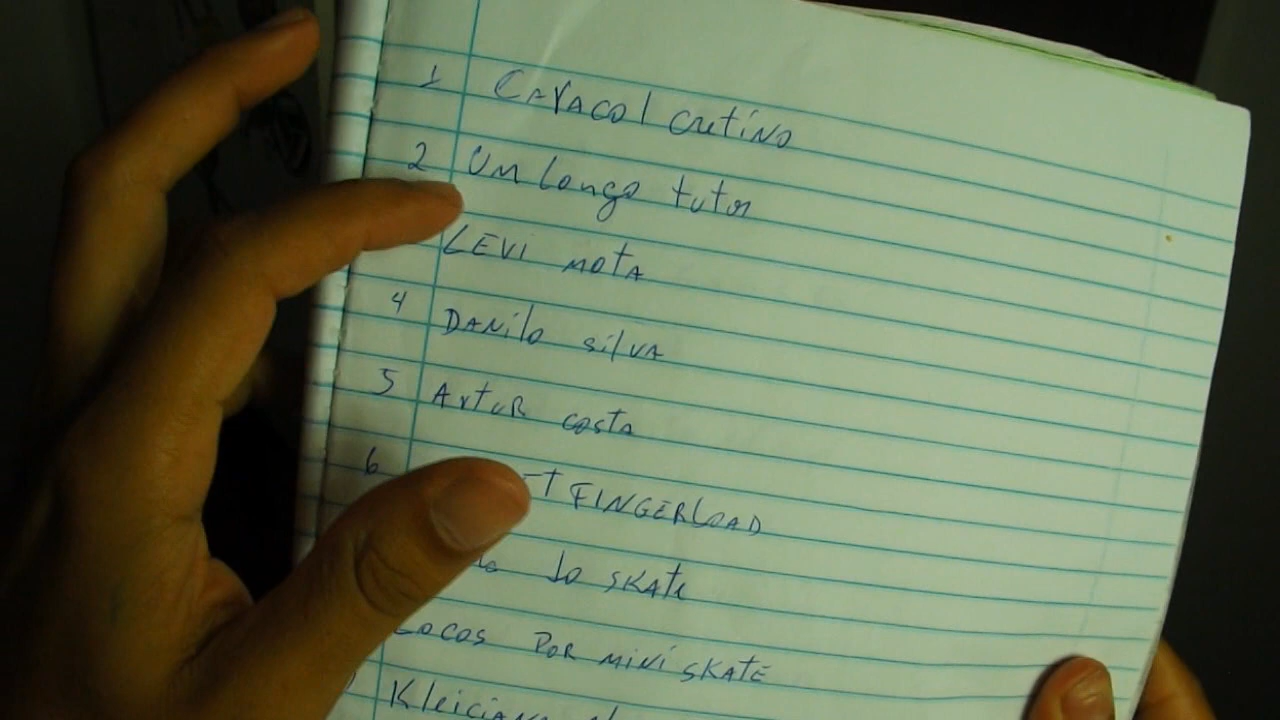 1 CAracol cretiNo
2 UM longo tutor
LEVI MOTA
4 DANilo silVA
5 ArtuR costA
6 FINGERLOAD
do SKAte
Locos POR MINI SKATE